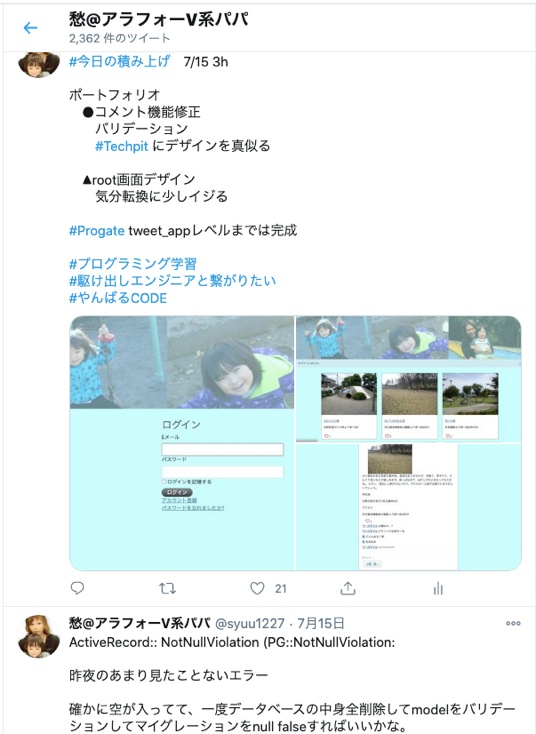 愁@アラフォーV系パパ
2,362 件のツイート
#今日の積み上げ 7/15 3h
ポートフォリオ
●コメント機能修正
バリデーション
#Techpit にデザインを真似る
▲root画面デザイン
気分転換に少しイジる
#Progate tweet_appレベルまでは完成
#プログラミング学習
#駆け出しエンジニアと繋がりたい
#やんばるCODE
ログイン
Eメール
パスワード
ログインを記憶する
ログイン
アカウント登録
パスワードを忘れましたか?
21
愁@アラフォーV系パパ @syuu1227・7月15日
ActiveRecord:: NotNullViolation (PG::NotNullViolation:
昨夜のあまり見たことないエラー
確かに空が入ってて、一度データベースの中身全削除してmodelをバリデー
ションしてマイグレーションをnull falseすればいいかな。